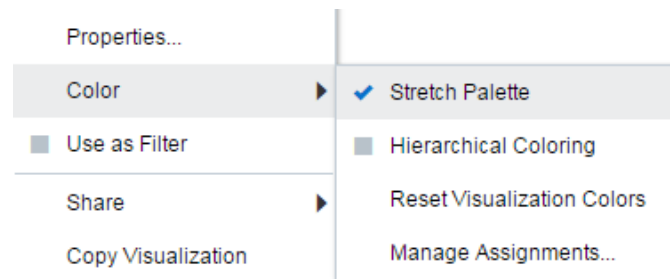 Properties...
Color
Use as Filter
Share
Copy Visualization
Stretch Palette
Hierarchical Coloring
Reset Visualization Colors
Manage Assignments...